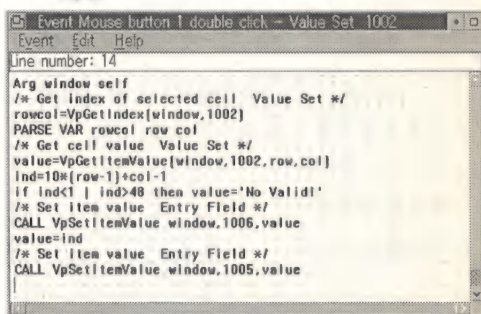 Event Mouse button 1 double click - Value Set 1002
Event Edit Help
Line number: 14
Arg window self
/* Get index of selected cell Value Set */
rowcol=VpGetIndex(window,1002)
PARSE VAR rowcol row col
/* Get cell value Value Set */
value=VpGetItemValue(window,1002,row,col)
ind=10*(row-1)+col-1
if ind<1 | ind>48 then value='No Valid!'
/* Set item value Entry Field */
CALL VpSetItemValue window,1006,value
value=ind
/* Set item value Entry Field */
CALL VpSetItemValue window,1005,value